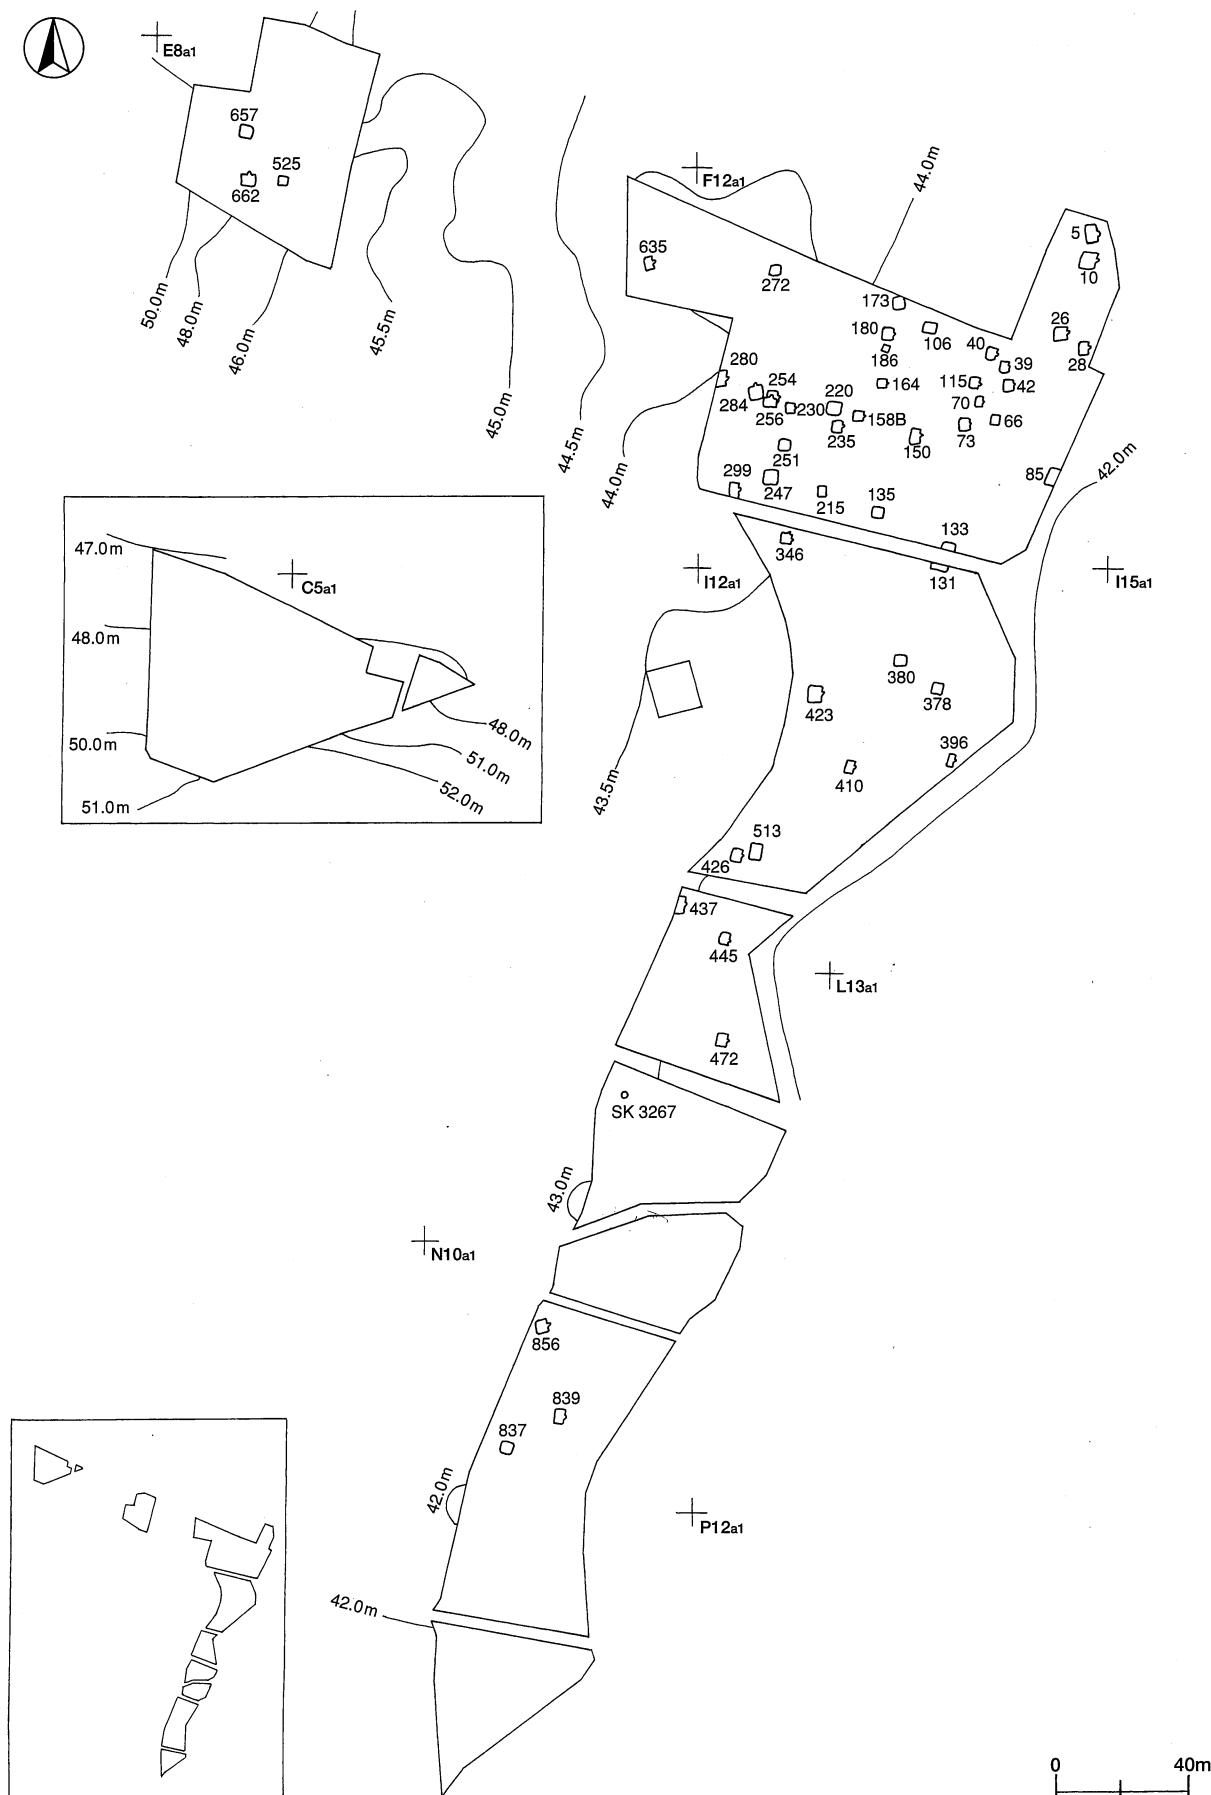 E8a1
657
525
662
F12a1
44.0m
5
10
635
272
173
180
106
26
186
40
39
28
280
254
220
164
115
42
284
230
158B
70
66
256
235
150
73
251
299
247
215
135
85
42.0m
50.0m
48.0m
46.0m
45.5m
45.0m
44.5m
44.0m
133
346
131
I12a1
I15a1
47.0m
C5a1
48.0m
50.0m
48.0m
51.0m
52.0m
51.0m
380
378
423
396
410
43.5m
513
426
437
445
L13a1
472
SK 3267
43.0m
N10a1
856
839
837
42.0m
P12a1
42.0m
0 40m